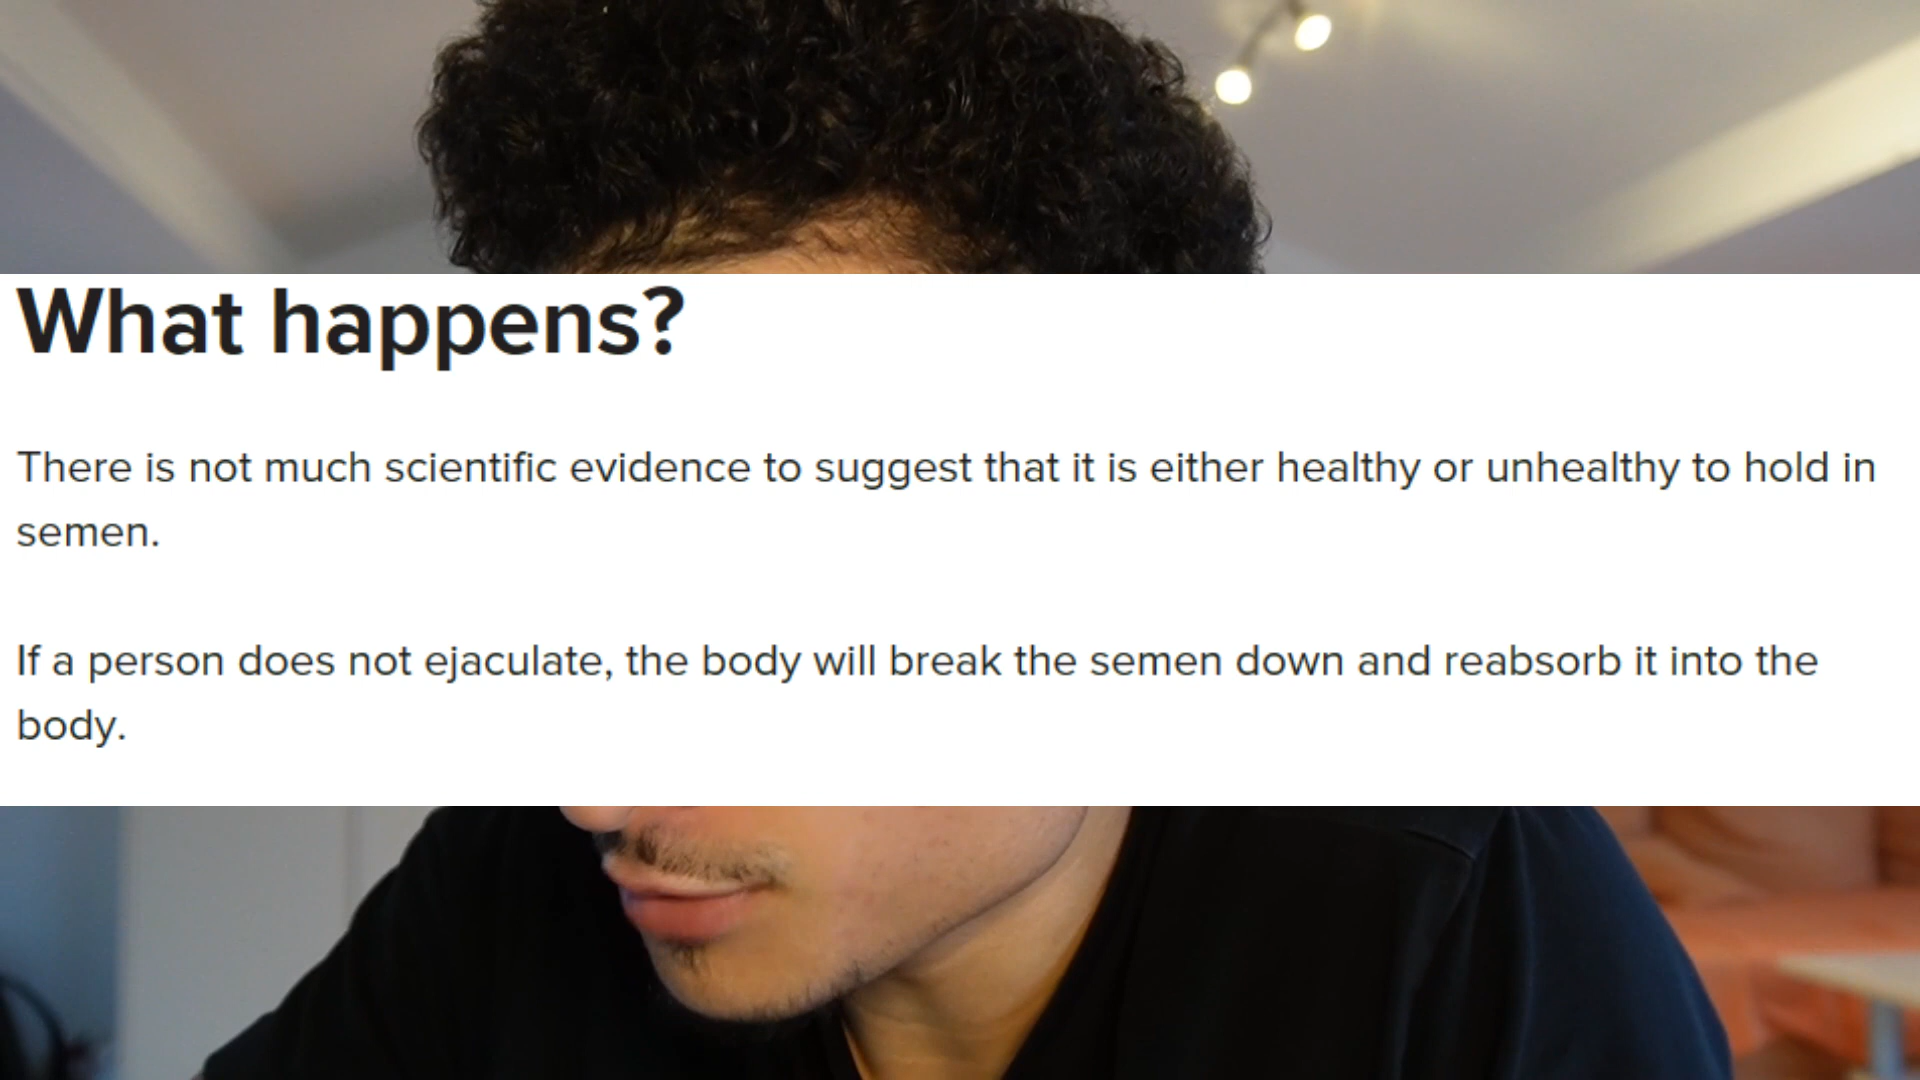 What happens?
There is not much scientific evidence to suggest that it is either healthy or unhealthy to hold in
semen.
If a person does not ejaculate, the body will break the semen down and reabsorb it into the
body.